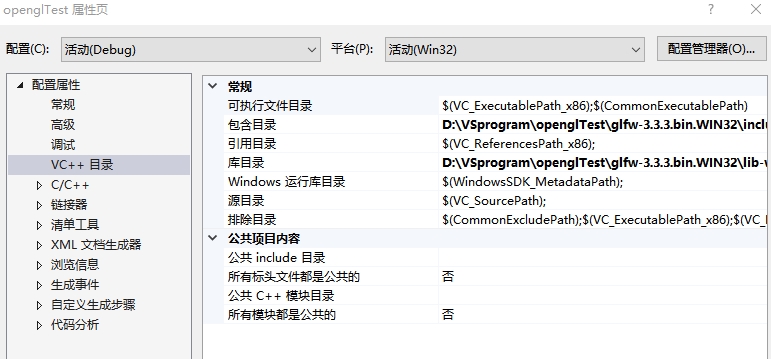 openglTest 属性页 ? ×
配置(C): 活动(Debug) 平台(P): 活动(Win32) 配置管理器(O)...
配置属性
常规
高级
调试
VC++ 目录
C/C++
链接器
清单工具
XML 文档生成器
浏览信息
生成事件
自定义生成步骤
代码分析
常规
可执行文件目录 $(VC_ExecutablePath_x86);$(CommonExecutablePath)
包含目录 D:\VSprogram\openglTest\glfw-3.3.3.bin.WIN32\inclu
引用目录 $(VC_ReferencesPath_x86);
库目录 D:\VSprogram\openglTest\glfw-3.3.3.bin.WIN32\lib-v
Windows 运行库目录 $(WindowsSDK_MetadataPath);
源目录 $(VC_SourcePath);
排除目录 $(CommonExcludePath);$(VC_ExecutablePath_x86);$(VC_
公共项目内容
公共 include 目录
所有标头文件都是公共的 否
公共 C++ 模块目录
所有模块都是公共的 否